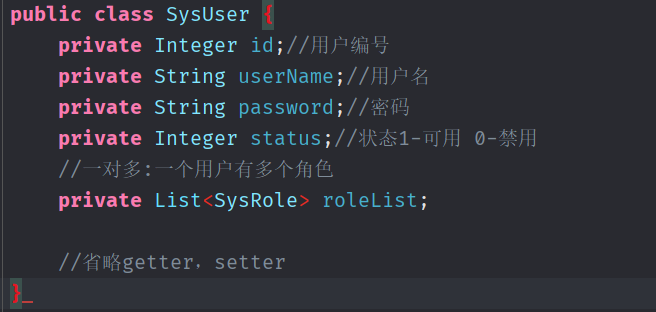 public class SysUser {
private Integer id;//用户编号
private String userName;//用户名
private String password;//密码
private Integer status;//状态1-可用 0-禁用
//一对多:一个用户有多个角色
private List<SysRole> roleList;
//省略getter，setter
}